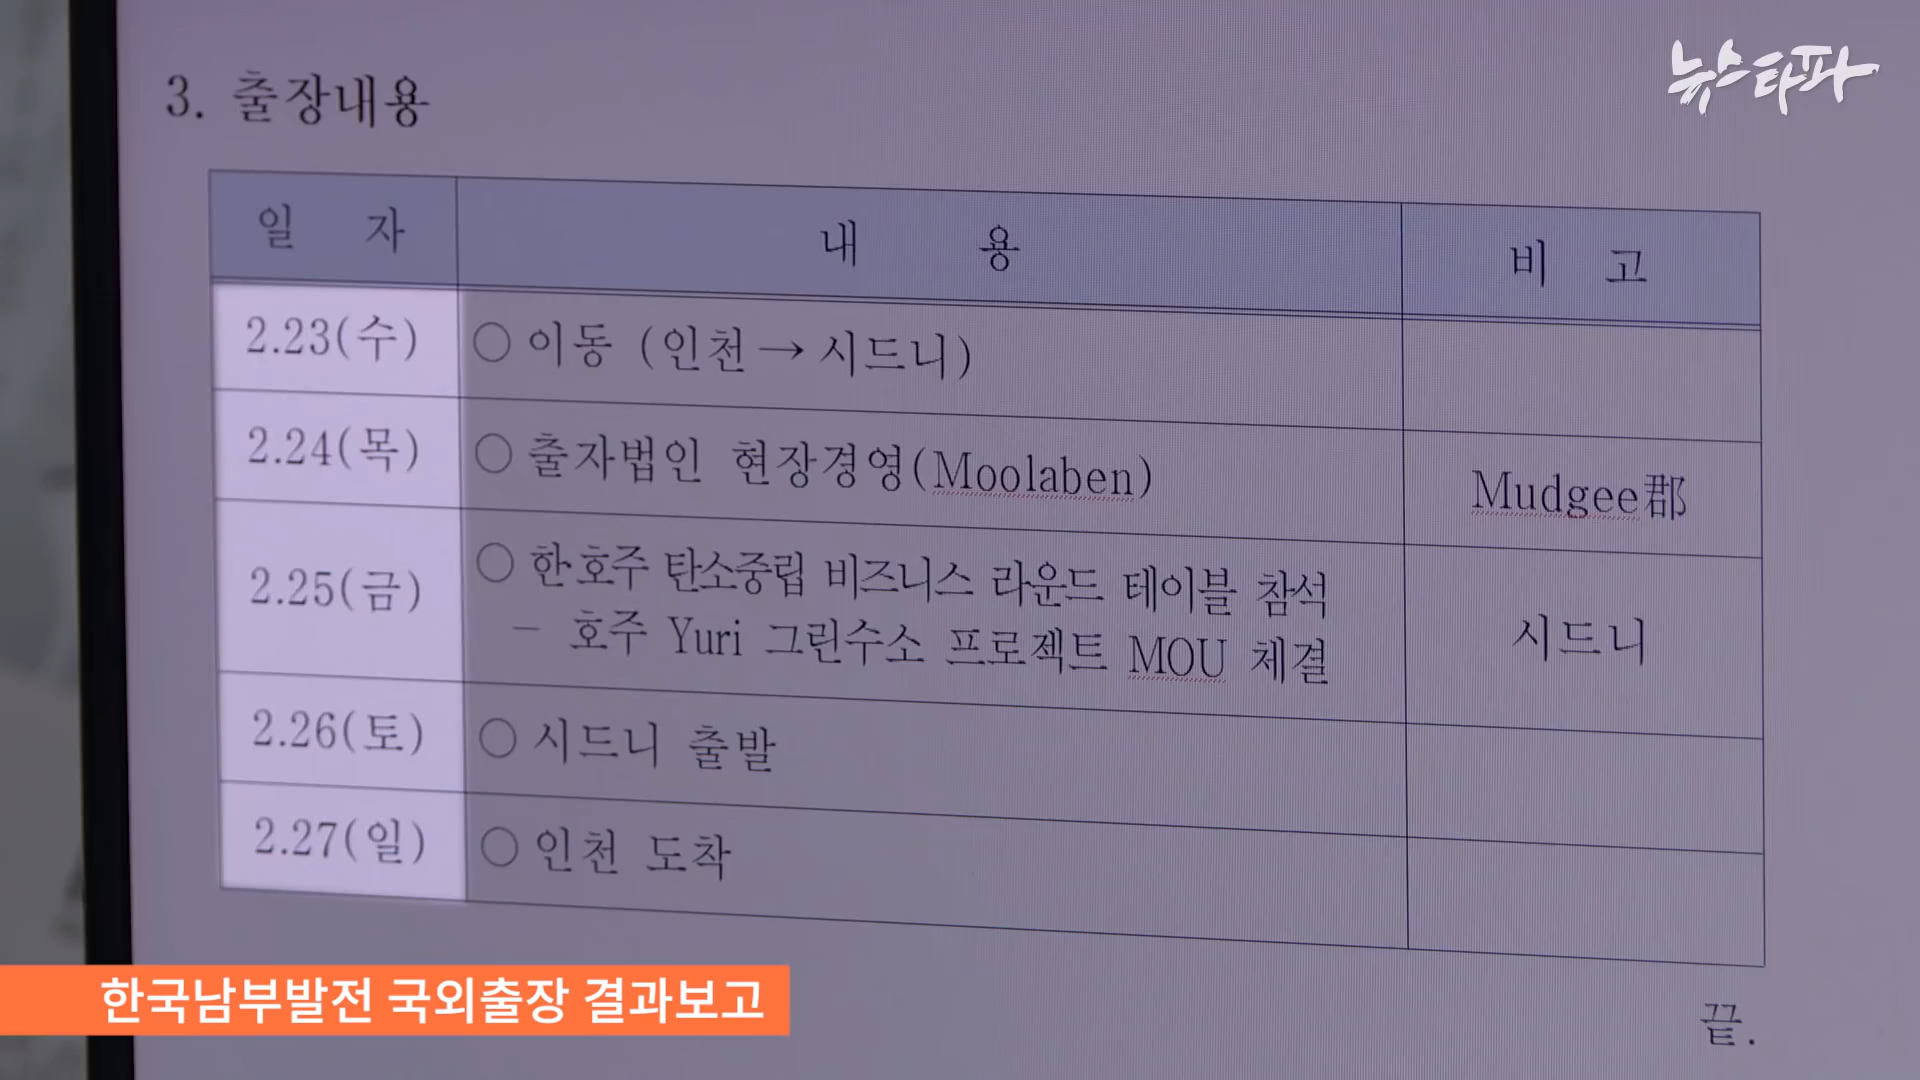 뉴스타파
3. 출장내용
일 자 내 용 비 고
2.23(수) ○ 이동 (인천→시드니)
2.24(목) ○ 출자법인 현장경영(Moolaben) Mudgee郡
2.25(금) ○ 한·호주 탄소중립 비즈니스 라운드 테이블 참석
- 호주 Yuri 그린수소 프로젝트 MOU 체결 시드니
2.26(토) ○ 시드니 출발
2.27(일) ○ 인천 도착
끝.
한국남부발전 국외출장 결과보고